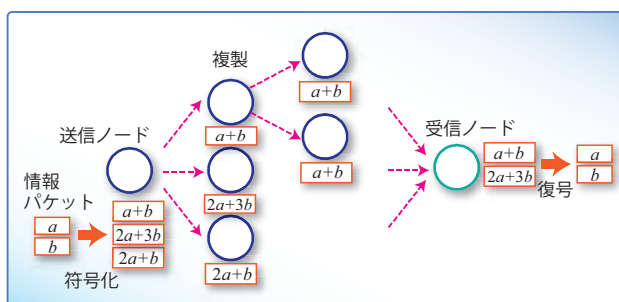 情報
パケット
a
b
符号化
送信ノード
a+b
2a+3b
2a+b
複製
a+b
2a+3b
2a+b
a+b
a+b
受信ノード
a+b
2a+3b
復号
a
b